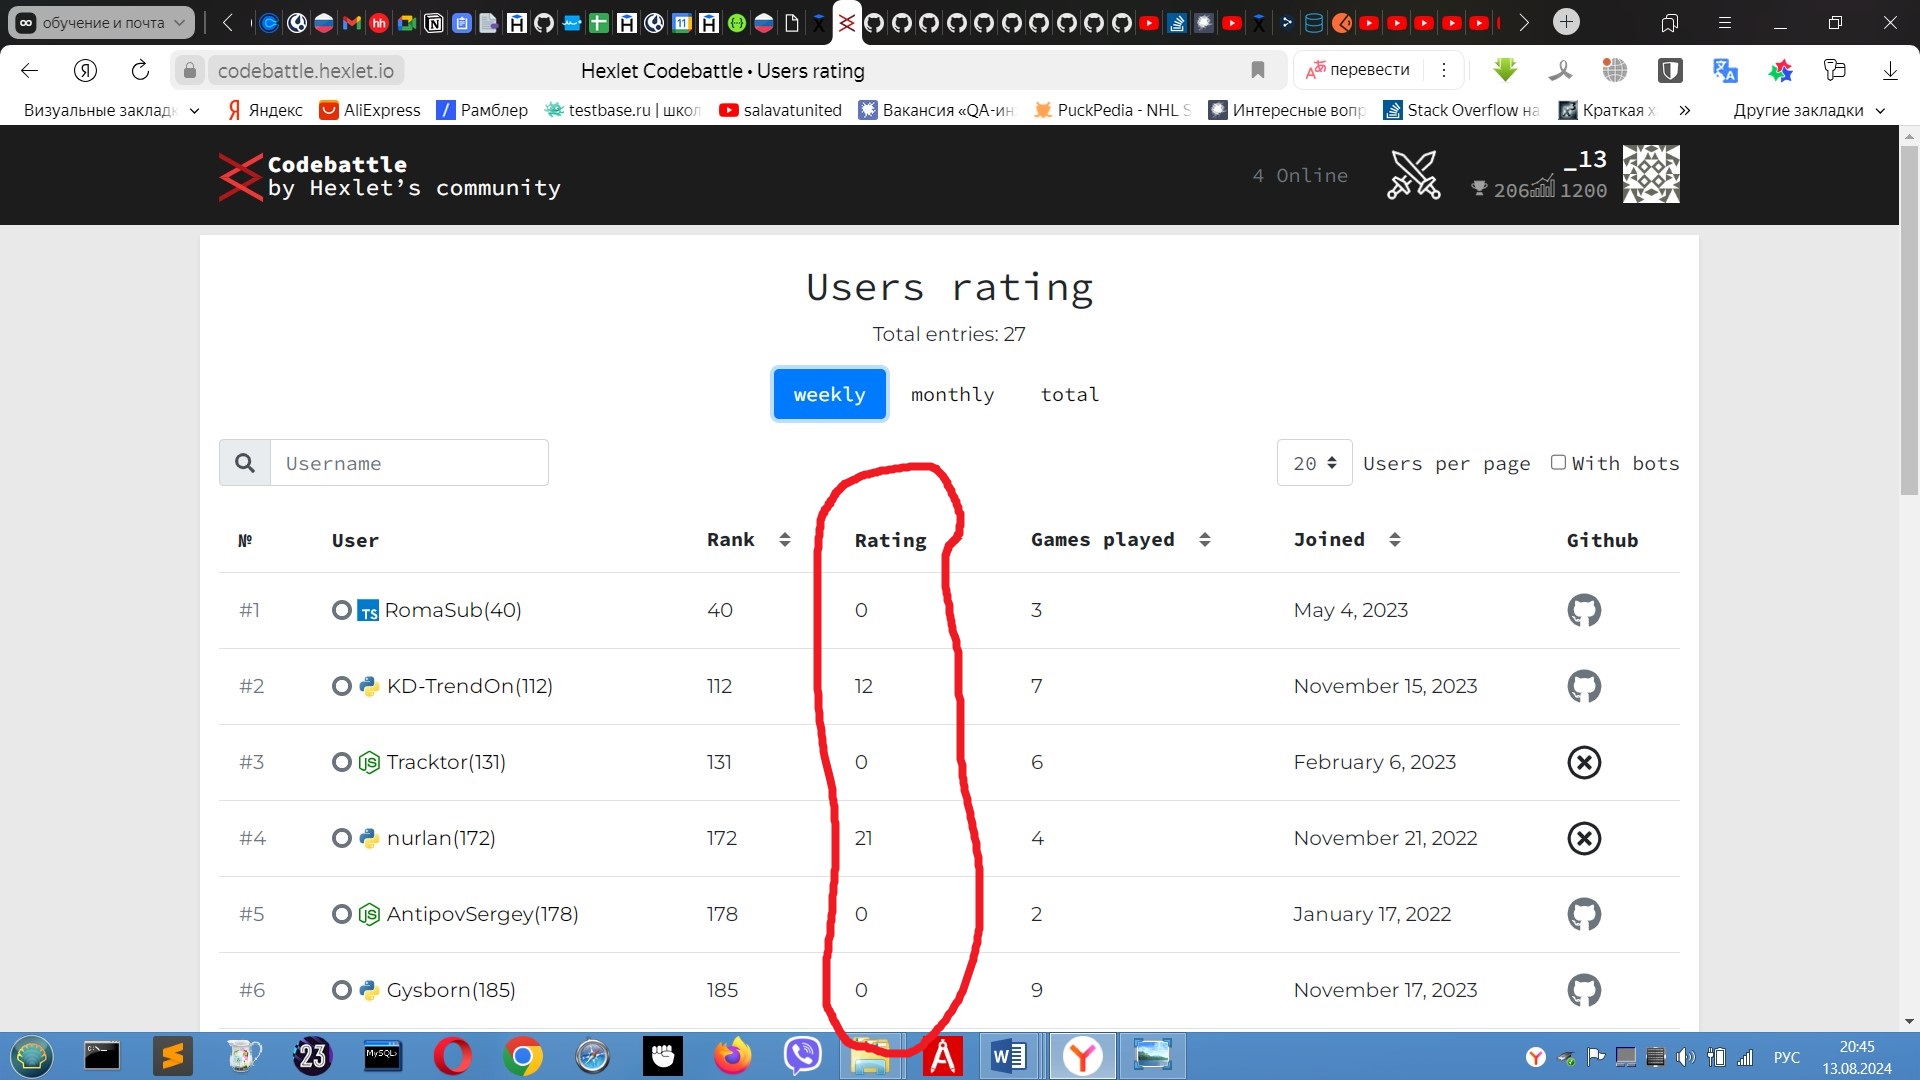 обучение и почта
codebattle.hexlet.io
Hexlet Codebattle • Users rating
перевести
Визуальные заклад
Яндекс
AliExpress
Рамблер
testbase.ru | школ
salavatunited
Вакансия «QA-ин
PuckPedia - NHL S
Интересные вопр
Stack Overflow на
Краткая х
»
Другие закладки
Codebattle
by Hexlet's community
4 Online
_13
206 1200
Users rating
Total entries: 27
weekly monthly total
Username
20 Users per page With bots
№ User Rank Rating Games played Joined Github
#1 TS RomaSub(40) 40 0 3 May 4, 2023
#2 KD-TrendOn(112) 112 12 7 November 15, 2023
#3 JS Tracktor(131) 131 0 6 February 6, 2023
#4 nurlan(172) 172 21 4 November 21, 2022
#5 JS AntipovSergey(178) 178 0 2 January 17, 2022
#6 Gysborn(185) 185 0 9 November 17, 2023
23
MySQL
РУС
20:45
13.08.2024